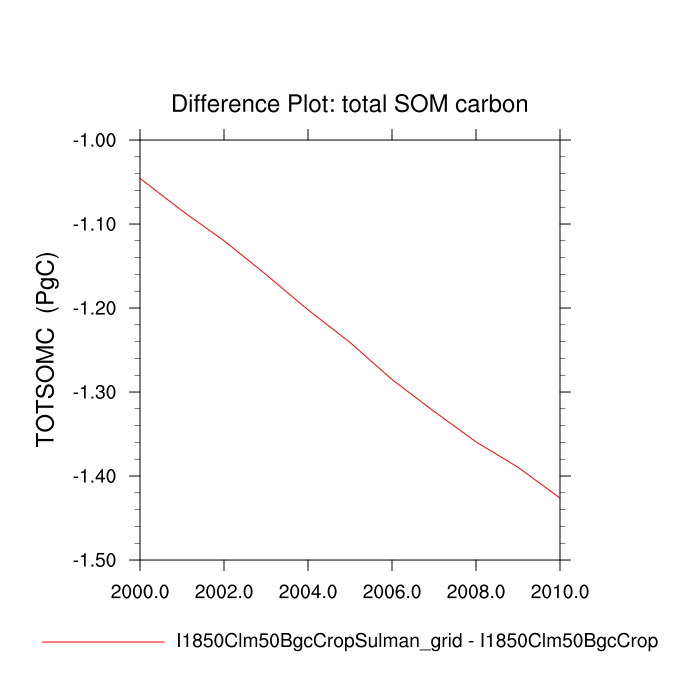 Difference Plot: total SOM carbon
TOTSOMC (PgC)
-1.00
-1.10
-1.20
-1.30
-1.40
-1.50
2000.0 2002.0 2004.0 2006.0 2008.0 2010.0
I1850Clm50BgcCropSulman_grid - I1850Clm50BgcCrop